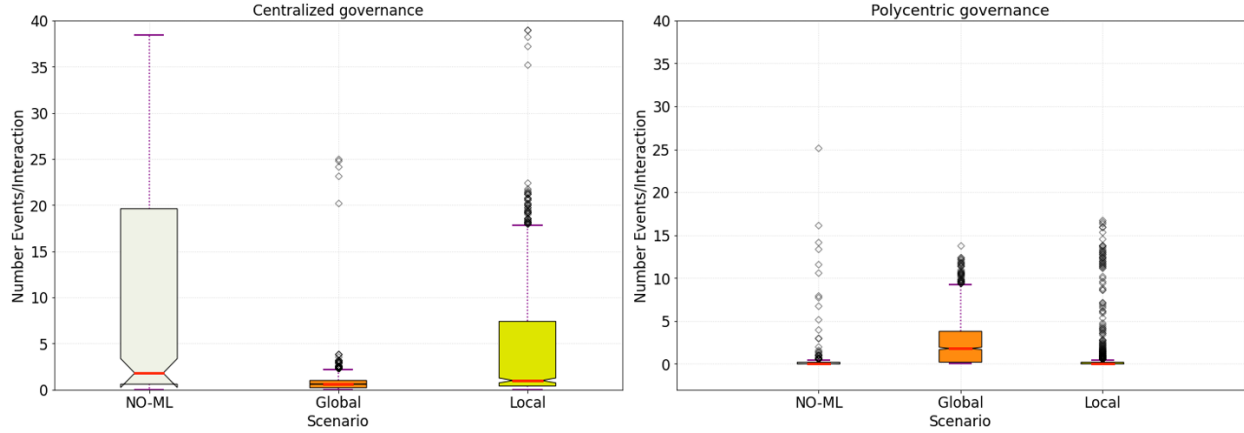 Centralized governance
Number Events/Interaction
40
35
30
25
20
15
10
5
0
NO-ML Global Local
Scenario
Polycentric governance
Number Events/Interaction
40
35
30
25
20
15
10
5
0
NO-ML Global Local
Scenario